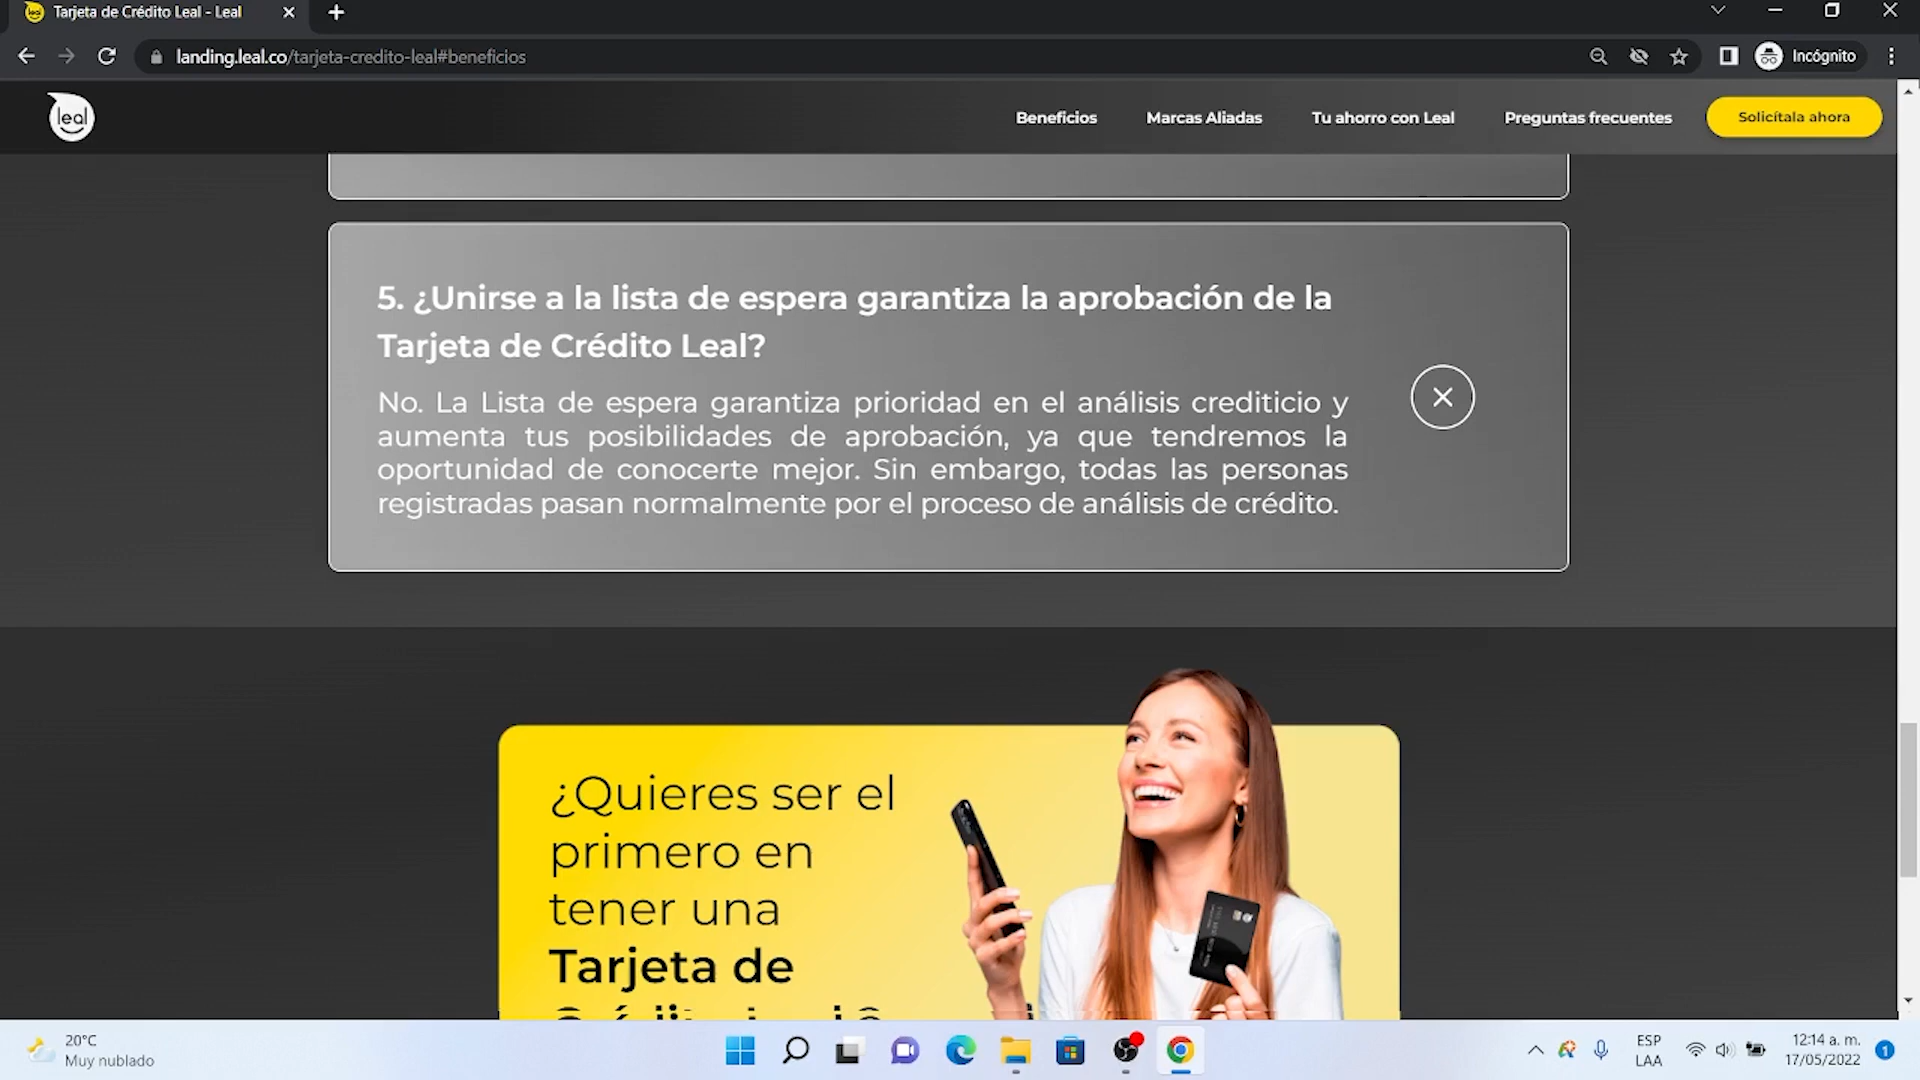 Tarjeta de Crédito Leal - Leal
landing.leal.co/tarjeta-credito-leal#beneficios
Incógnito
leal
Beneficios
Marcas Aliadas
Tu ahorro con Leal
Preguntas frecuentes
Solicítala ahora
5. ¿Unirse a la lista de espera garantiza la aprobación de la
Tarjeta de Crédito Leal?
No. La Lista de espera garantiza prioridad en el análisis crediticio y
aumenta tus posibilidades de aprobación, ya que tendremos la
oportunidad de conocerte mejor. Sin embargo, todas las personas
registradas pasan normalmente por el proceso de análisis de crédito.
¿Quieres ser el
primero en
tener una
Tarjeta de
20°C
Muy nublado
ESP
LAA
12:14 a. m.
17/05/2022
1